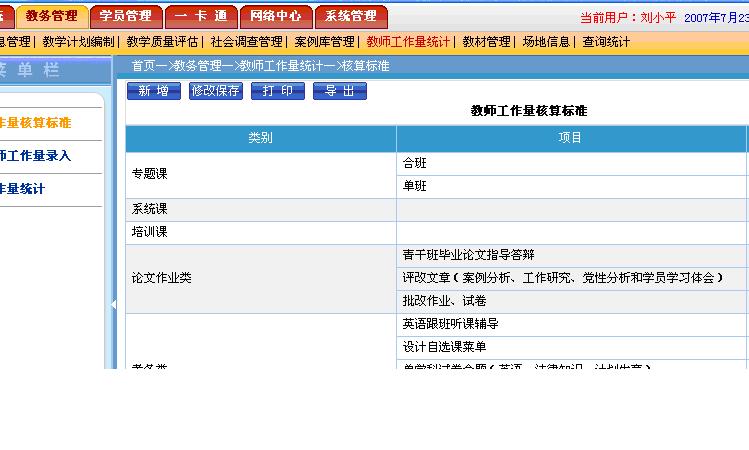 教务管理 学员管理 一 卡 通 网络中心 系统管理 当前用户：刘小平 2007年7月23
息管理| 教学计划编制| 教学质量评估| 社会调查管理| 案例库管理| 教师工作量统计| 教材管理| 场地信息| 查询统计
菜 单 栏 首页—>教务管理—>教师工作量统计—>核算标准
新 增 修改保存 打 印 导 出
教师工作量核算标准
作量核算标准
类别 项目
师工作量录入
专题课 合班
单班
作量统计
系统课
培训课
论文作业类 青干班毕业论文指导答辩
评改文章（案例分析、工作研究、党性分析和学员学习体会）
批改作业、试卷
英语跟班听课辅导
设计自选课菜单